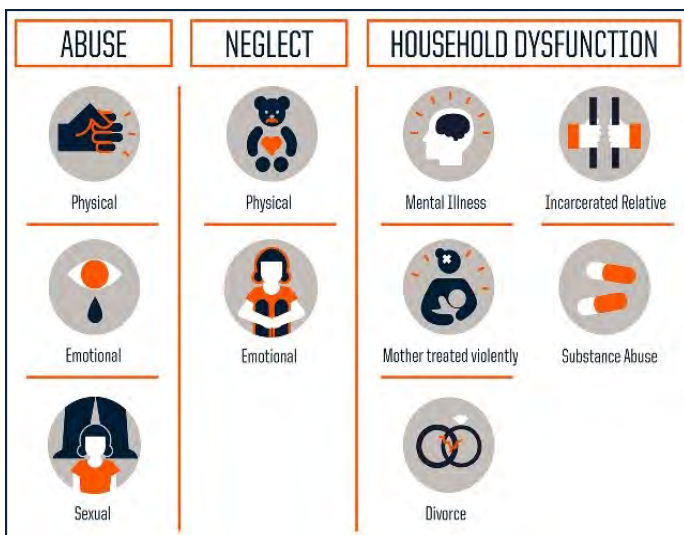 ABUSE
Physical
Emotional
Sexual
NEGLECT
Physical
Emotional
HOUSEHOLD DYSFUNCTION
Mental Illness
Incarcerated Relative
Mother treated violently
Substance Abuse
Divorce